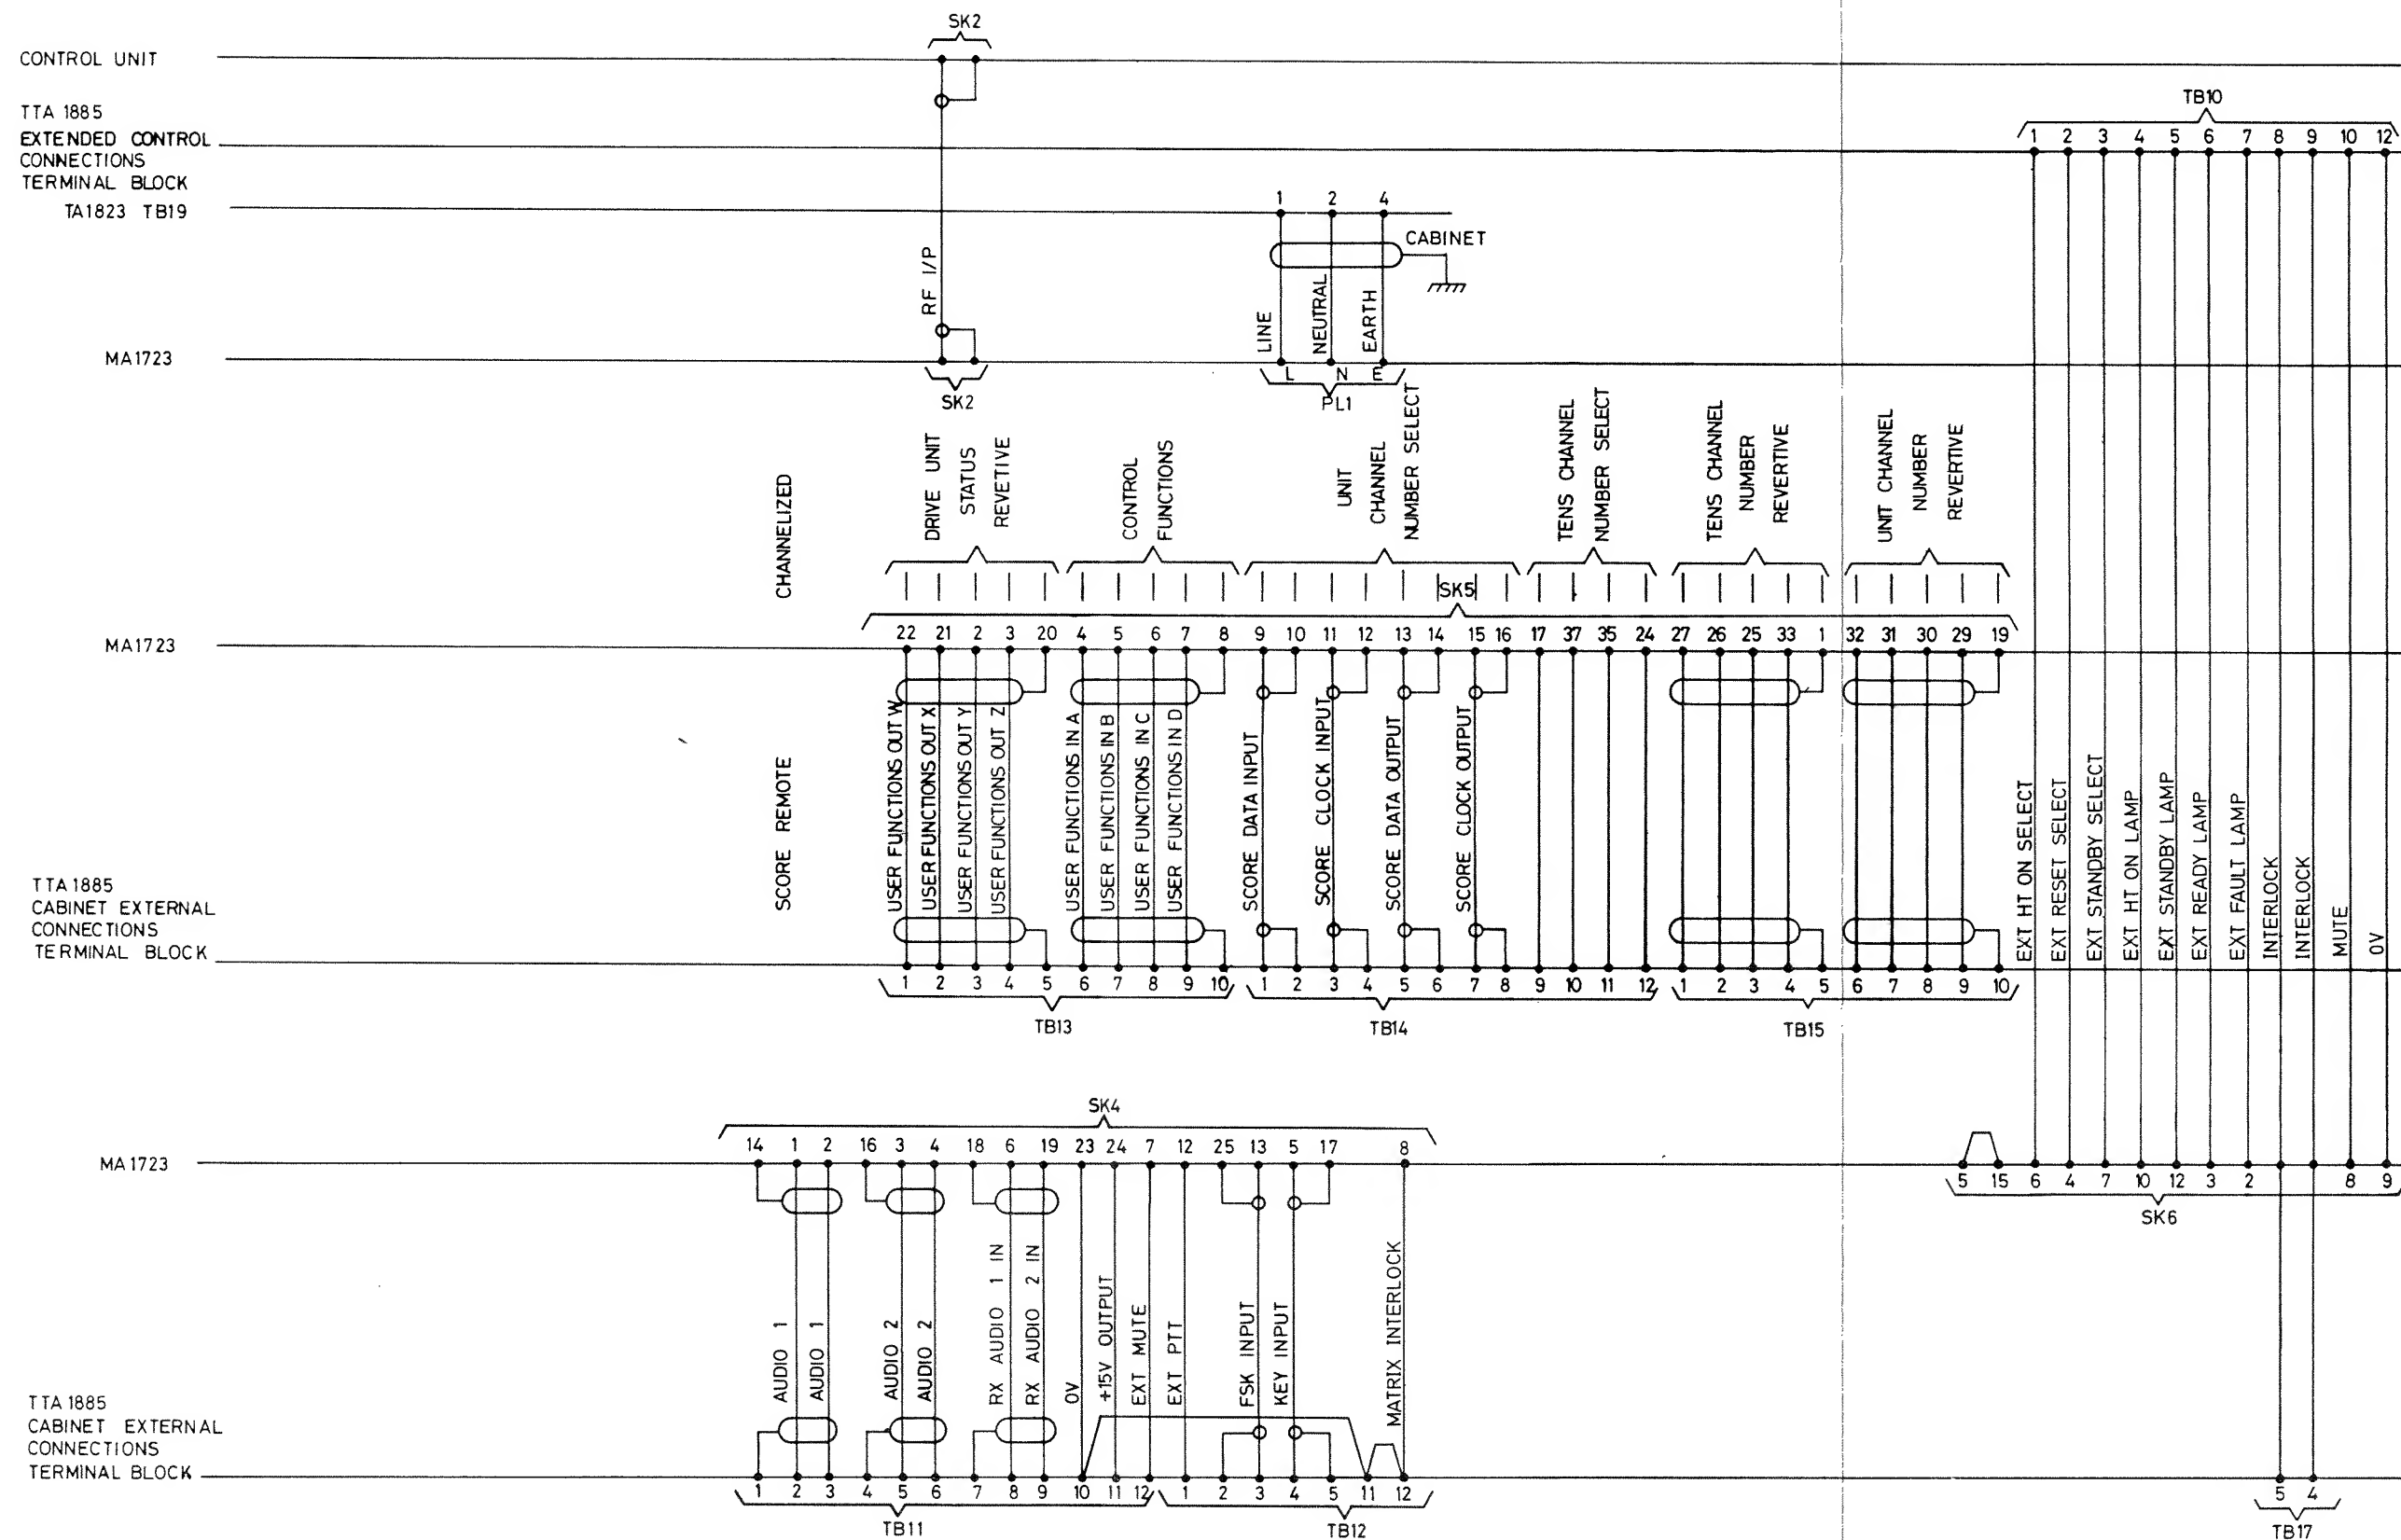 SK2
CONTROL UNIT
TB10
TTA 1885
EXTENDED CONTROL
CONNECTIONS
TERMINAL BLOCK
1 2 3 4 5 6 7 8 9 10 12
TA1823 TB19
1 2 4
CABINET
RF I/P
LINE
NEUTRAL
EARTH
MA1723
L N E
SK2
PL1
CHANNELIZED
DRIVE UNIT
STATUS
REVETIVE
CONTROL
FUNCTIONS
UNIT
CHANNEL
NUMBER SELECT
TENS CHANNEL
NUMBER SELECT
TENS CHANNEL
NUMBER
REVERTIVE
UNIT CHANNEL
NUMBER
REVERTIVE
SK5
MA1723
22 21 2 3 20 4 5 6 7 8 9 10 11 12 13 14 15 16 17 37 35 24 27 26 25 33 1 32 31 30 29 19
SCORE REMOTE
USER FUNCTIONS OUT W
USER FUNCTIONS OUT X
USER FUNCTIONS OUT Y
USER FUNCTIONS OUT Z
USER FUNCTIONS IN A
USER FUNCTIONS IN B
USER FUNCTIONS IN C
USER FUNCTIONS IN D
SCORE DATA INPUT
SCORE CLOCK INPUT
SCORE DATA OUTPUT
SCORE CLOCK OUTPUT
EXT HT ON SELECT
EXT RESET SELECT
EXT STANDBY SELECT
EXT HT ON LAMP
EXT STANDBY LAMP
EXT READY LAMP
EXT FAULT LAMP
INTERLOCK
INTERLOCK
MUTE
0V
TTA 1885
CABINET EXTERNAL
CONNECTIONS
TERMINAL BLOCK
1 2 3 4 5 6 7 8 9 10 1 2 3 4 5 6 7 8 9 10 11 12 1 2 3 4 5 6 7 8 9 10
TB13
TB14
TB15
SK4
MA1723
14 1 2 16 3 4 18 6 19 23 24 7 12 25 13 5 17 8
5 15 6 4 7 10 12 3 2 8 9
SK6
AUDIO 1
AUDIO 1
AUDIO 2
AUDIO 2
RX AUDIO 1 IN
RX AUDIO 2 IN
0V
+15V OUTPUT
EXT MUTE
EXT PTT
FSK INPUT
KEY INPUT
MATRIX INTERLOCK
TTA 1885
CABINET EXTERNAL
CONNECTIONS
TERMINAL BLOCK
1 2 3 4 5 6 7 8 9 10 11 12 1 2 3 4 5 11 12
5 4
TB11
TB12
TB17